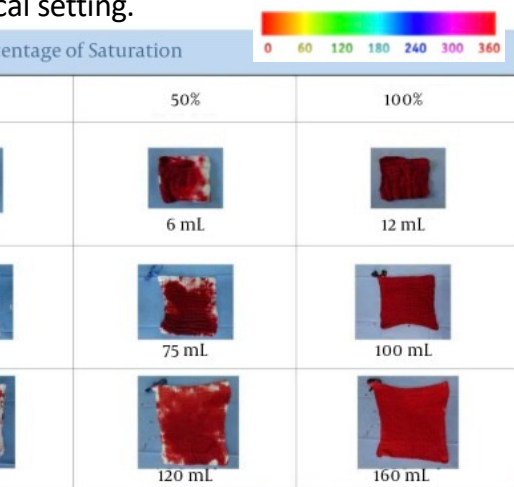 cal setting.
0 60 120 180 240 300 360
entage of Saturation
50% 100%
6 mL 12 mL
75 mL 100 mL
120 mL 160 mL